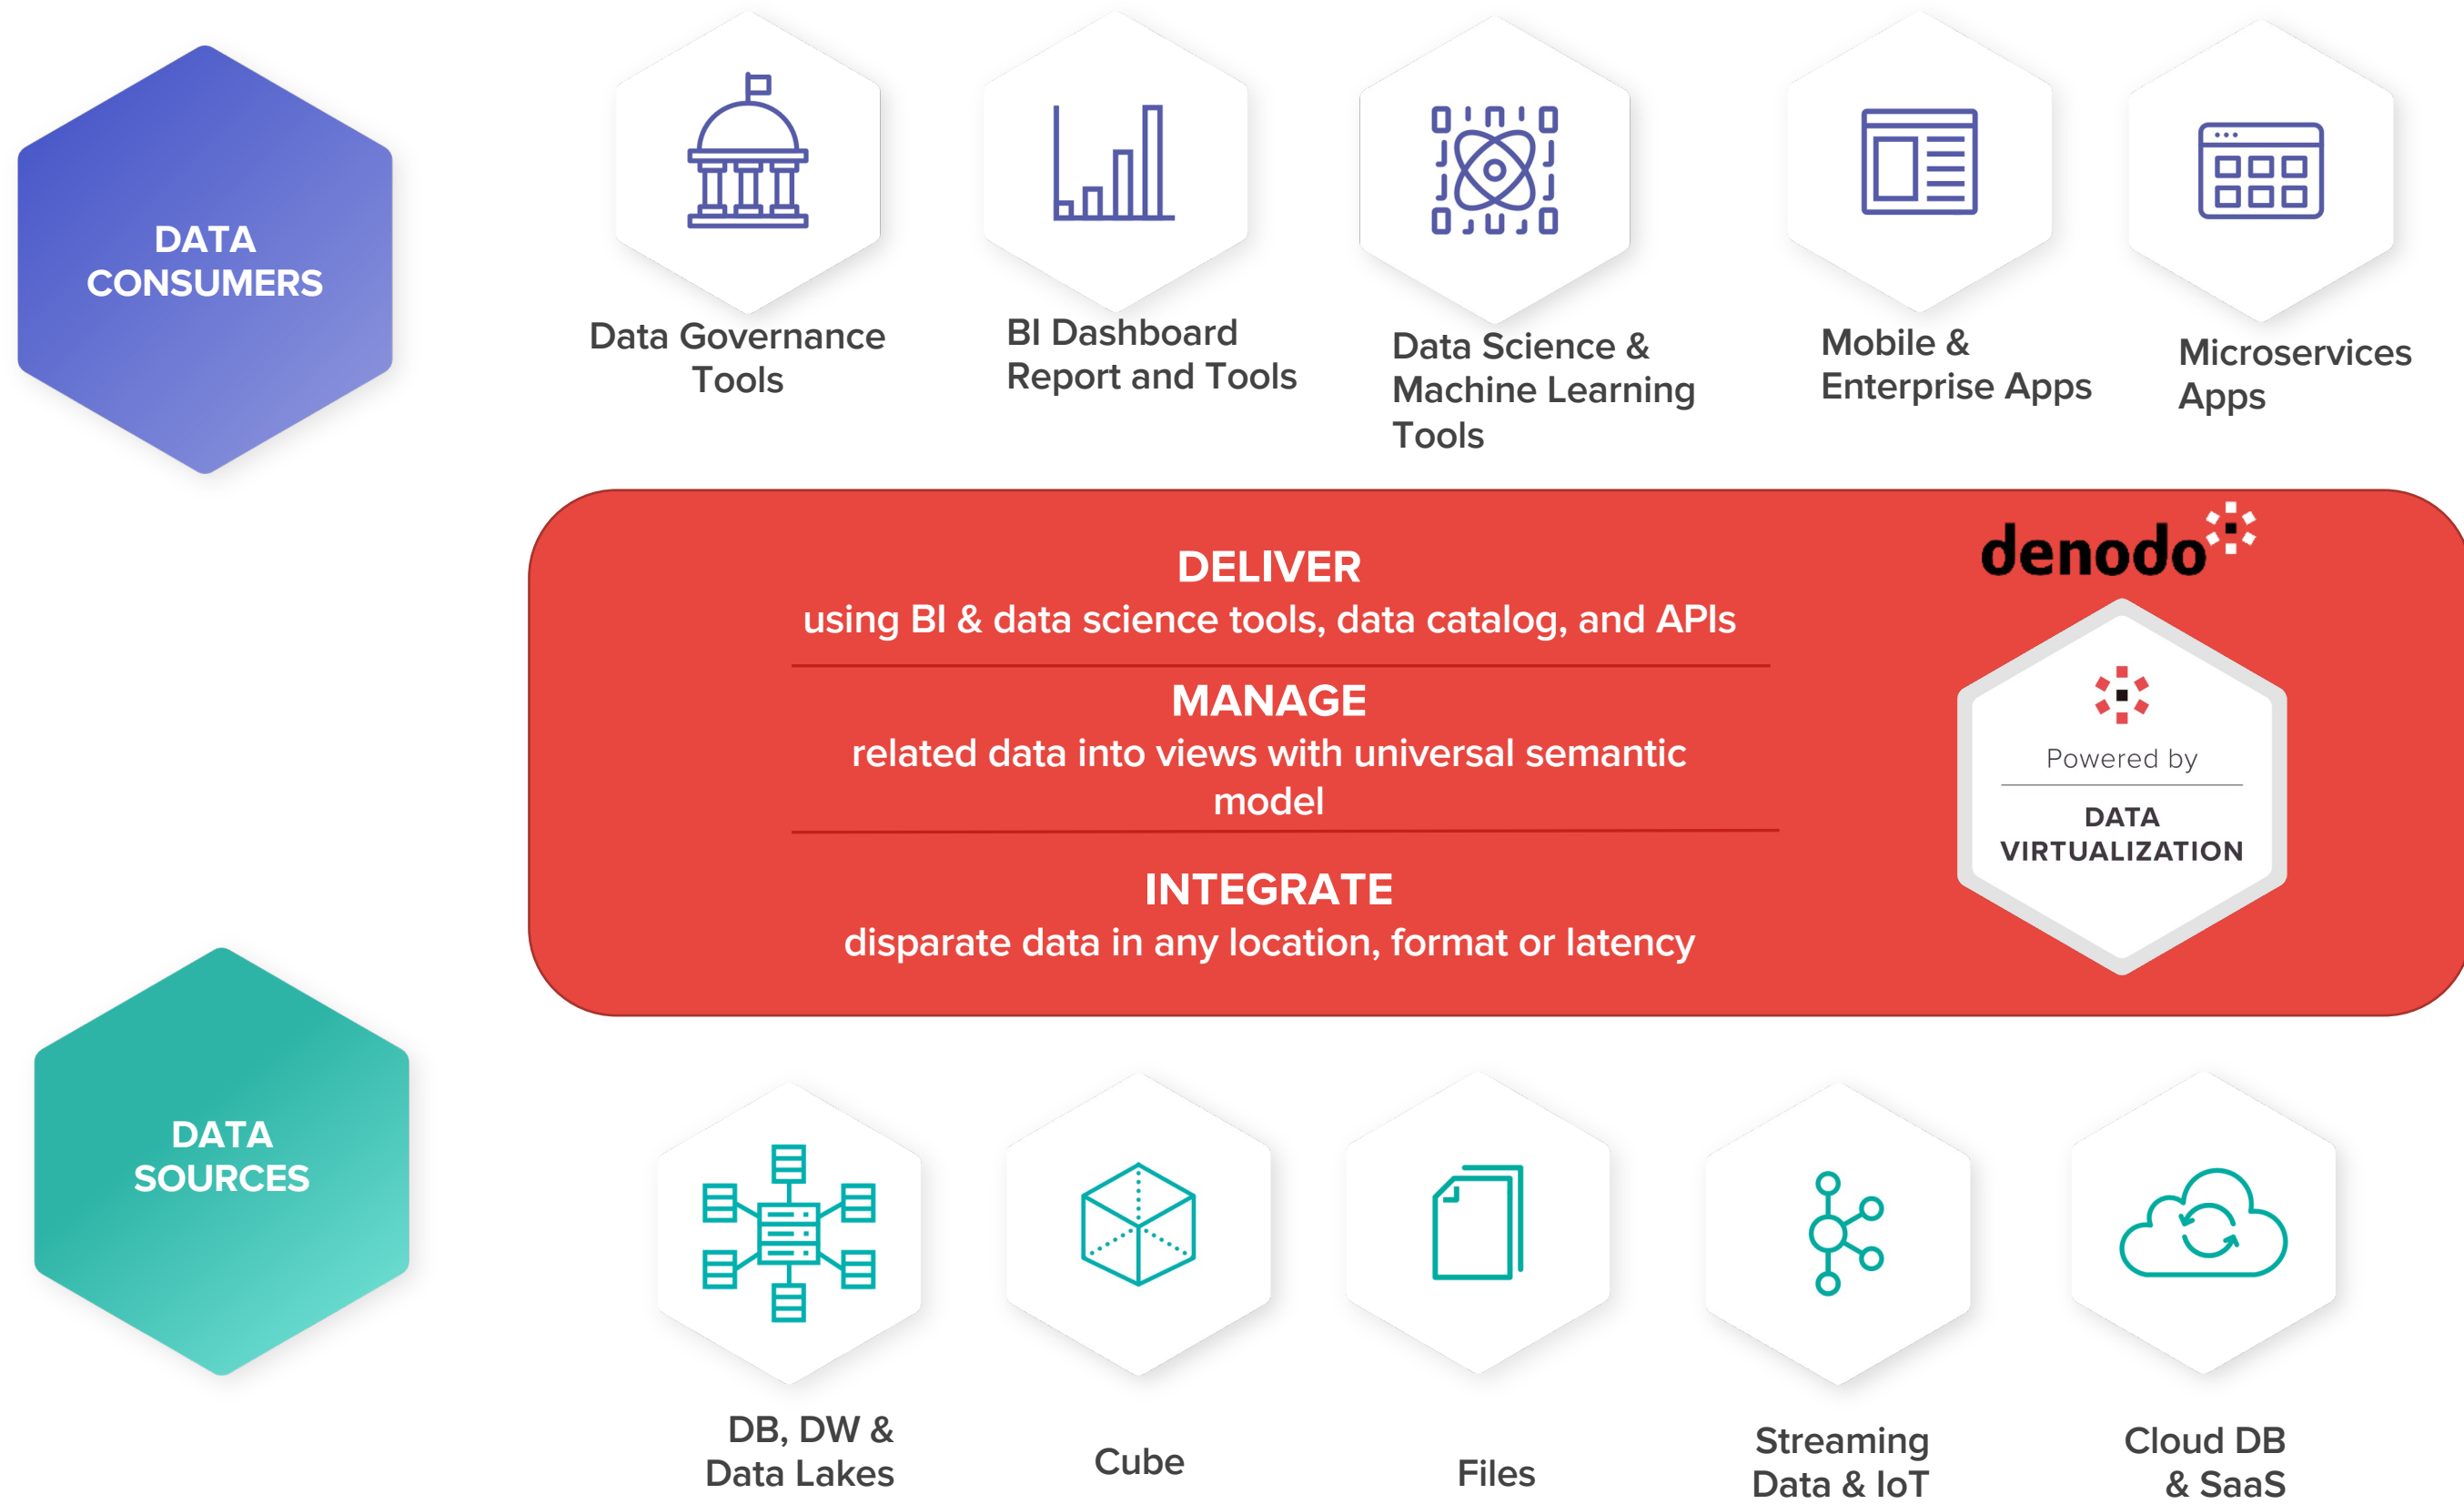 DATA
CONSUMERS
Data Governance
Tools
BI Dashboard
Report and Tools
Data Science &
Machine Learning
Tools
Mobile &
Enterprise Apps
Microservices
Apps
DELIVER
using BI & data science tools, data catalog, and APIs
MANAGE
related data into views with universal semantic
model
INTEGRATE
disparate data in any location, format or latency
denodo
Powered by
DATA
VIRTUALIZATION
DATA
SOURCES
DB, DW &
Data Lakes
Cube
Files
Streaming
Data & IoT
Cloud DB
& SaaS